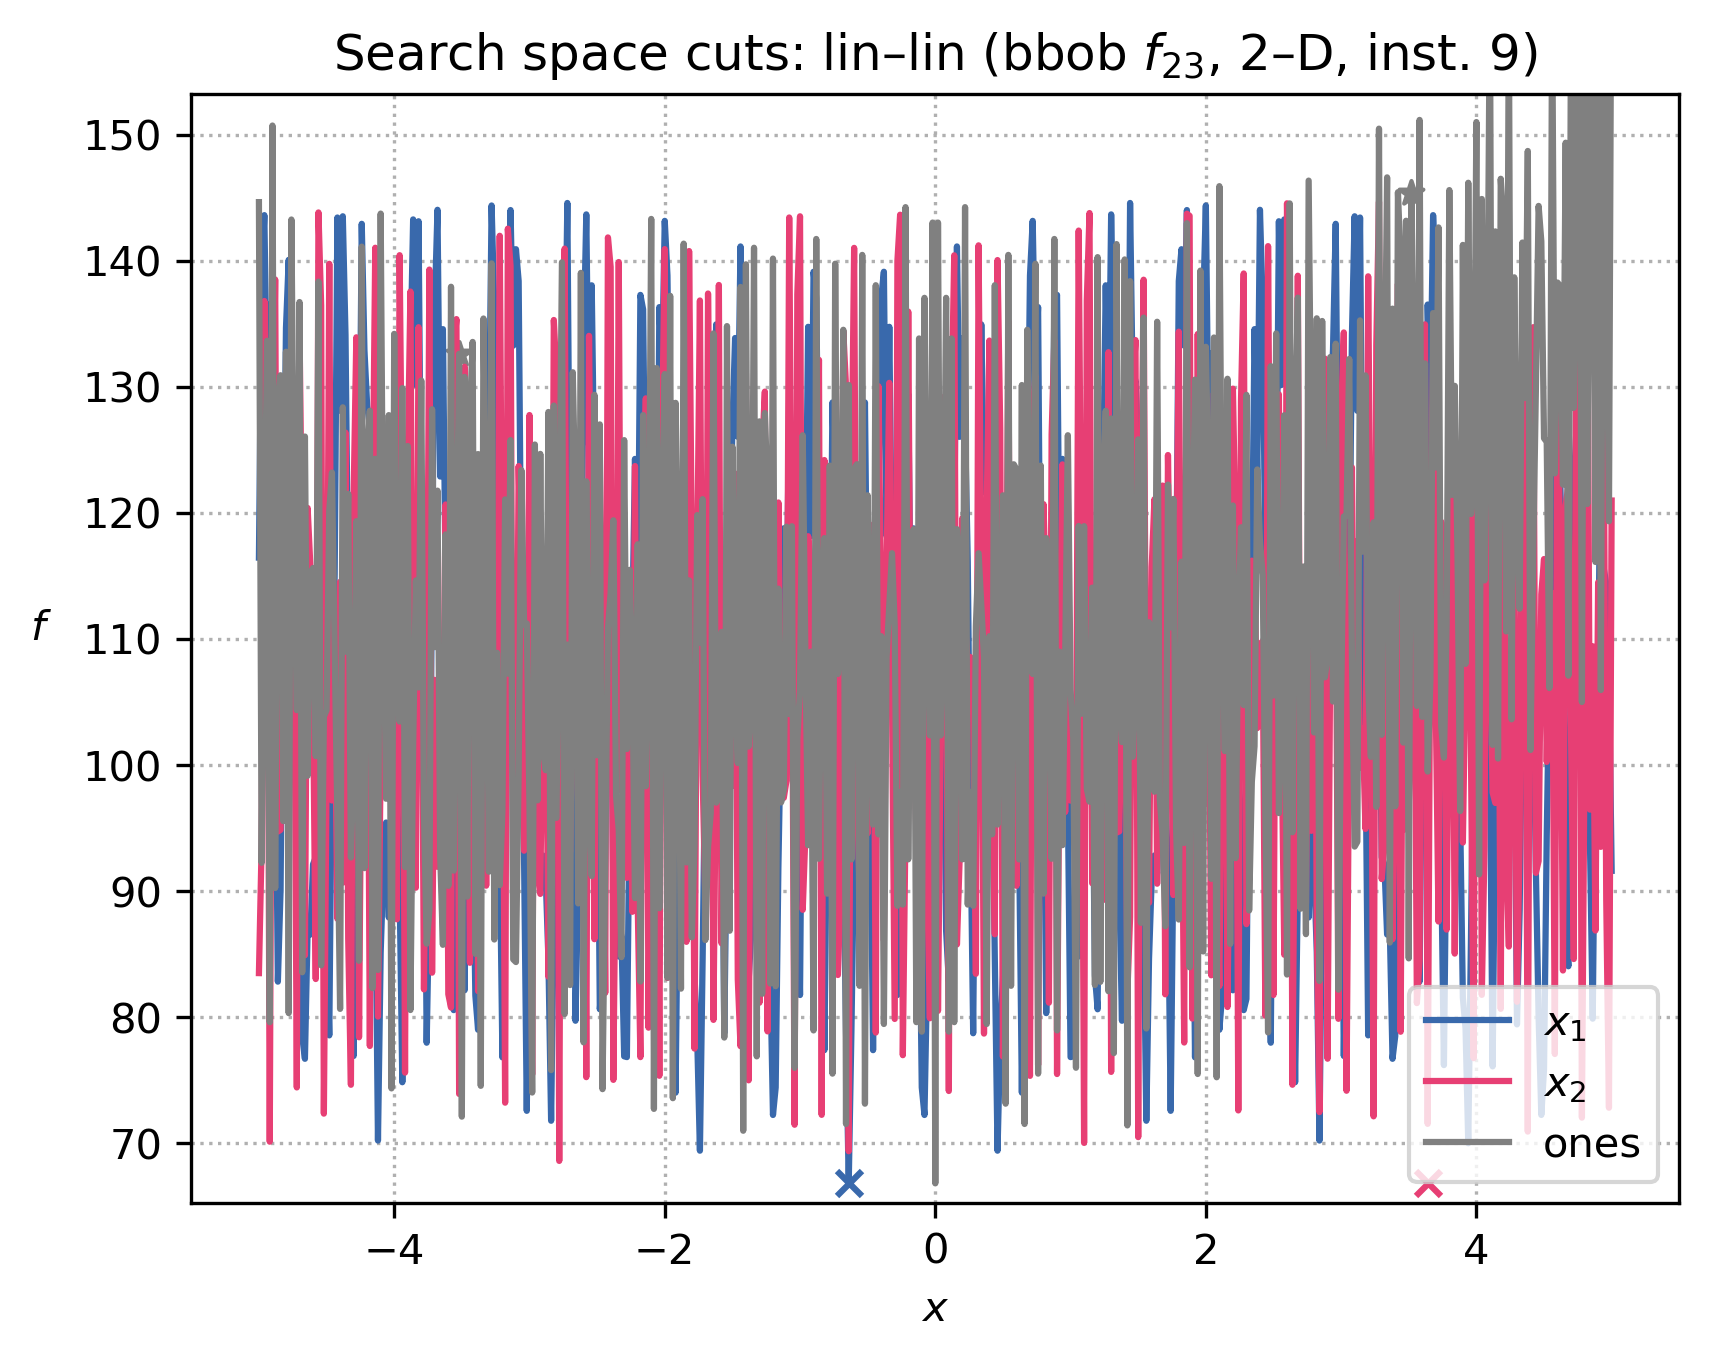 Search space cuts: lin–lin (bbob f₂₃, 2–D, inst. 9)
150
140
130
120
110
100
90
80
70
f
x₁
x₂
ones
−4
−2
0
2
4
x